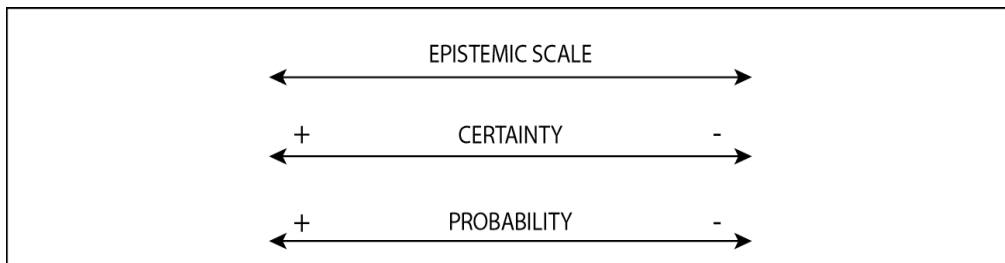 EPISTEMIC SCALE
+ CERTAINTY -
+ PROBABILITY -